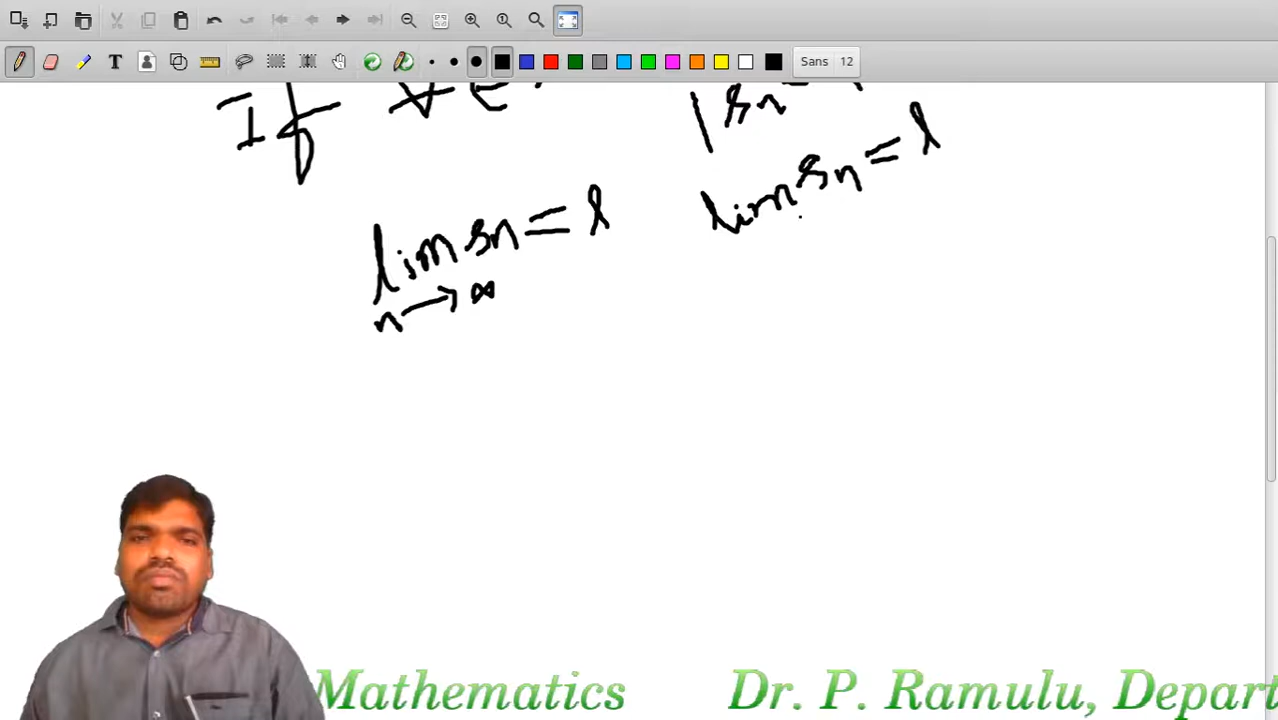 Sans 12
If ∀ ϵ
|sn
lim sn = l
lim sn = l
n → ∞
Mathematics Dr. P. Ramulu, Depart